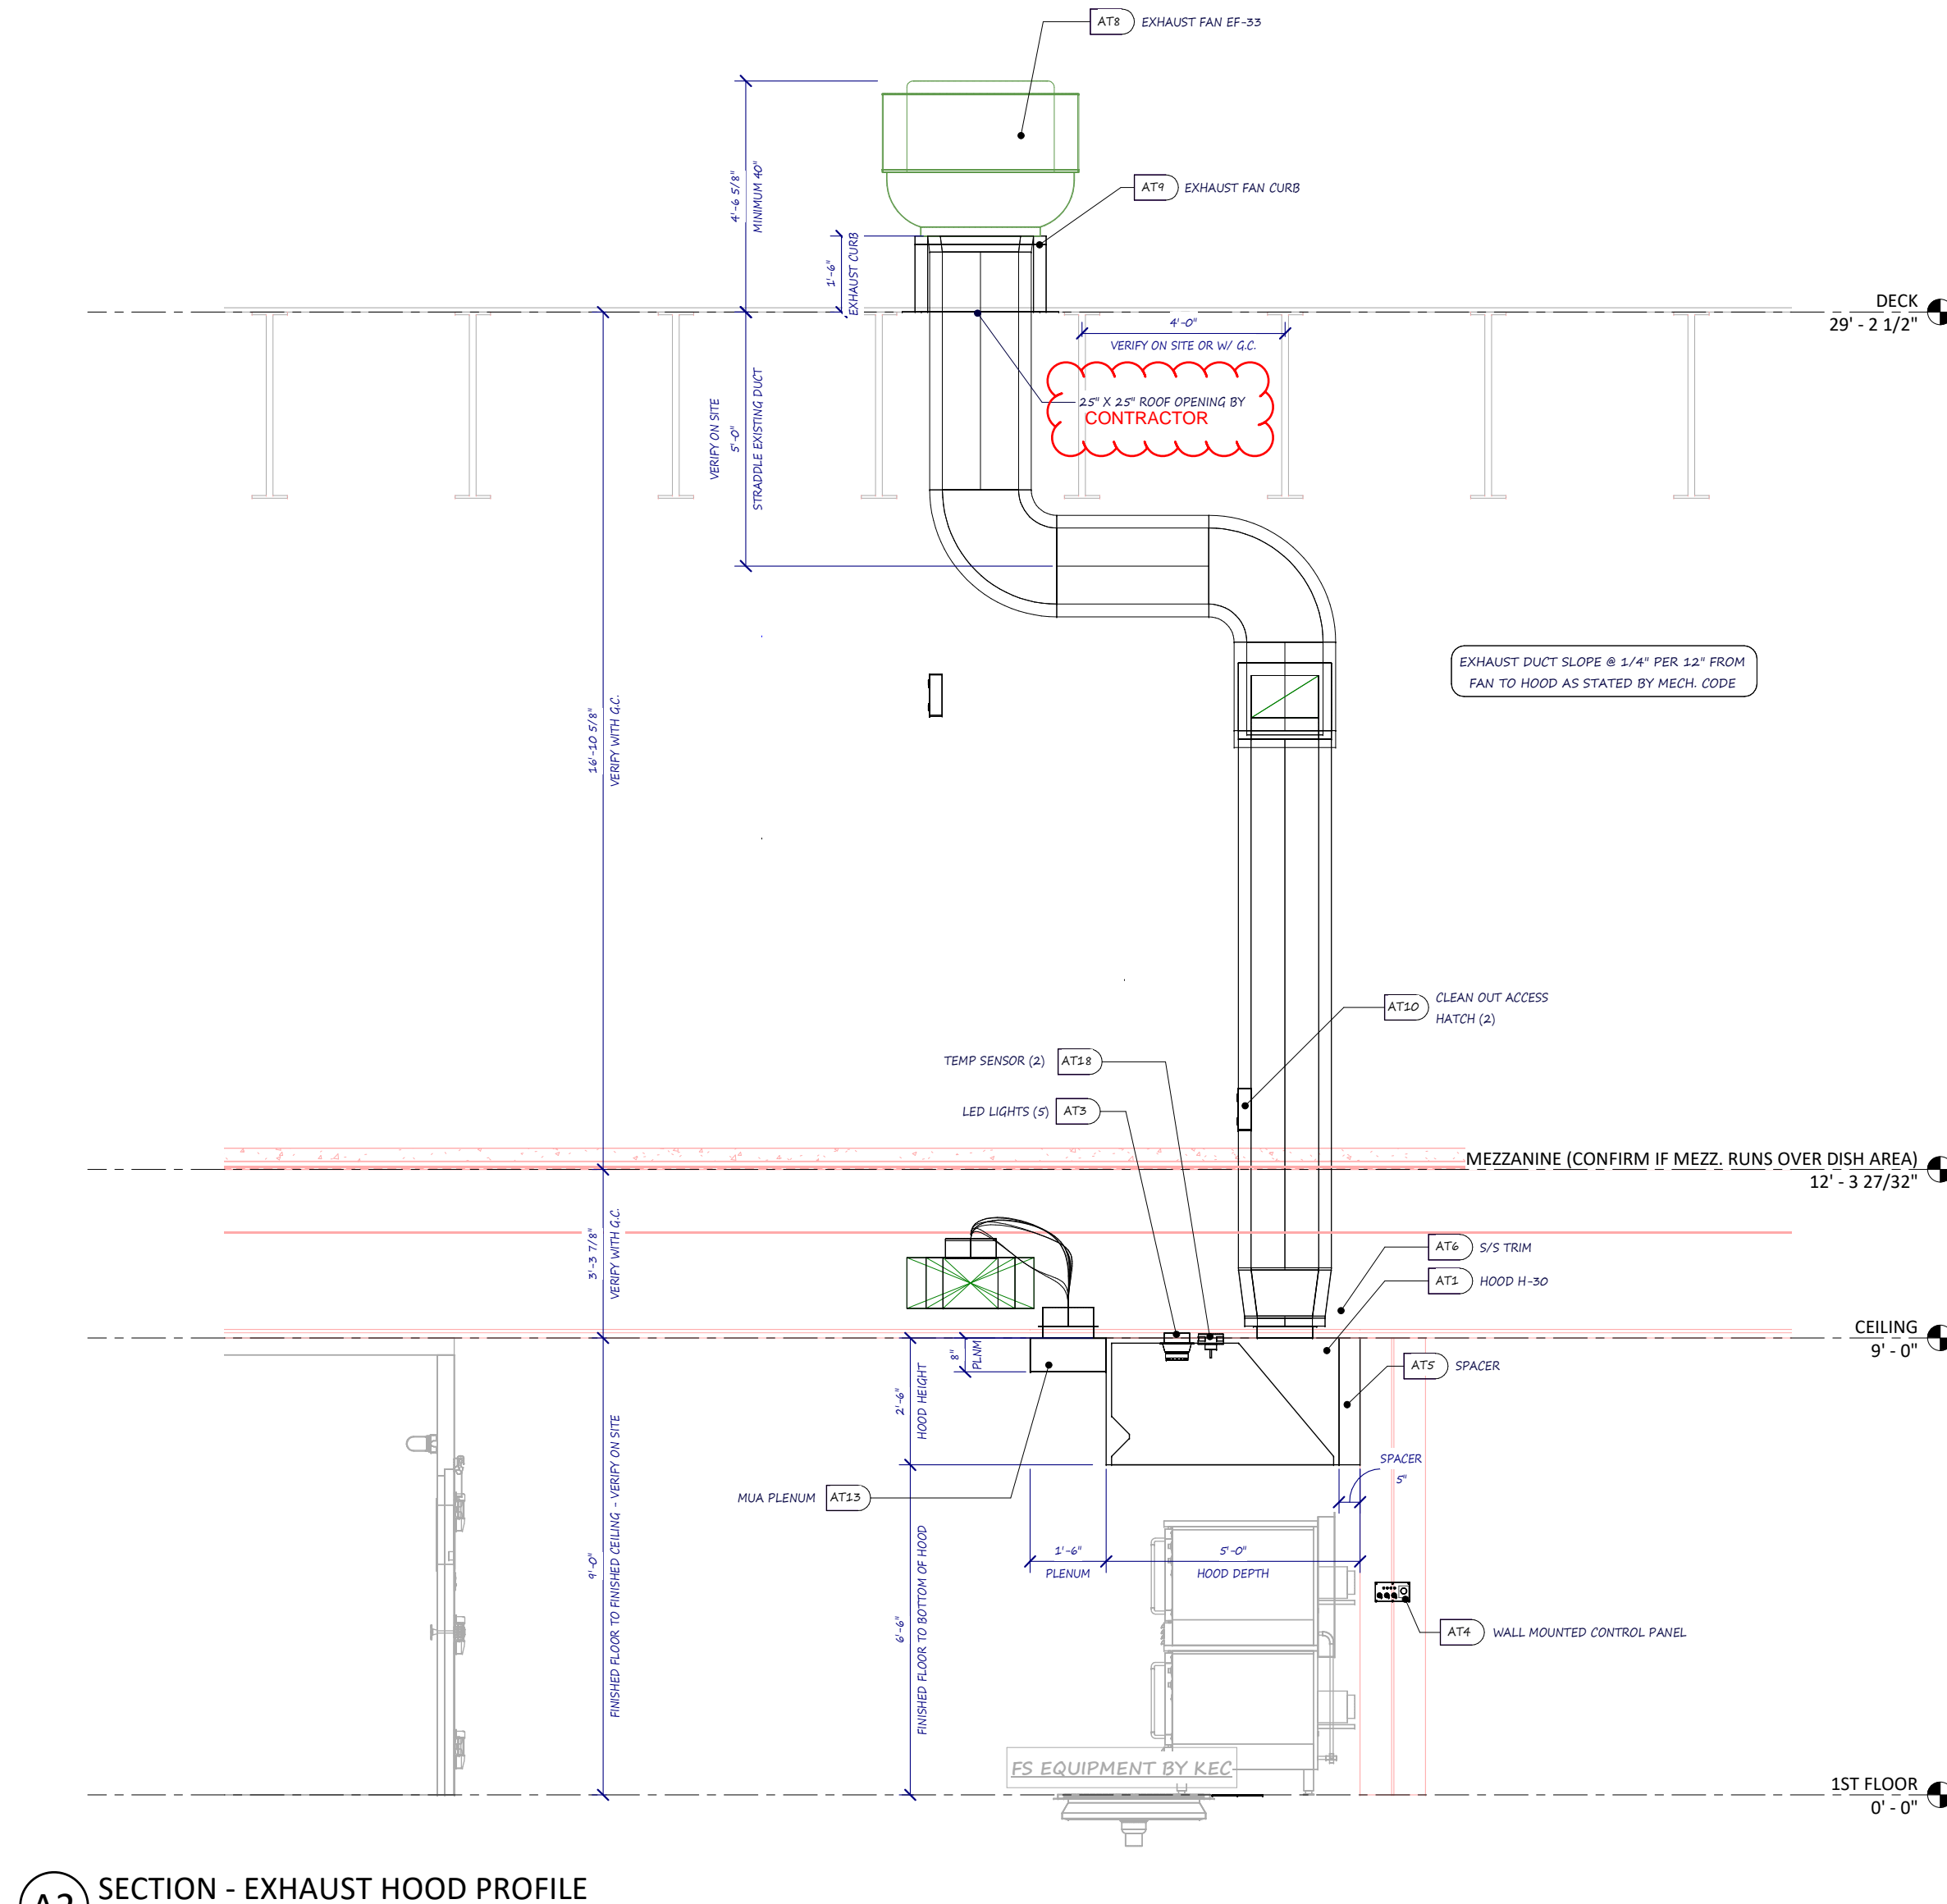 AT8 EXHAUST FAN EF-33
4'-6 5/8"
MINIMUM 40"
AT9 EXHAUST FAN CURB
1'-6"
EXHAUST CURB
DECK
29' - 2 1/2"
4'-0"
VERIFY ON SITE OR W/ G.C.
25" X 25" ROOF OPENING BY
CONTRACTOR
VERIFY ON SITE
5'-0"
STRADDLE EXISTING DUCT
EXHAUST DUCT SLOPE @ 1/4" PER 12" FROM
FAN TO HOOD AS STATED BY MECH. CODE
16'-10 5/8"
VERIFY WITH G.C.
AT10 CLEAN OUT ACCESS
HATCH (2)
TEMP SENSOR (2) AT18
LED LIGHTS (5) AT3
MEZZANINE (CONFIRM IF MEZZ. RUNS OVER DISH AREA)
12' - 3 27/32"
3'-3 7/8"
VERIFY WITH G.C.
AT6 S/S TRIM
AT1 HOOD H-30
CEILING
9' - 0"
8"
PLNM
AT5 SPACER
2'-6"
HOOD HEIGHT
SPACER
5"
MUA PLENUM AT13
9'-0"
FINISHED FLOOR TO FINISHED CEILING - VERIFY ON SITE
6'-6"
FINISHED FLOOR TO BOTTOM OF HOOD
1'-6"
PLENUM
5'-0"
HOOD DEPTH
AT4 WALL MOUNTED CONTROL PANEL
FS EQUIPMENT BY KEC
1ST FLOOR
0' - 0"
SECTION - EXHAUST HOOD PROFILE